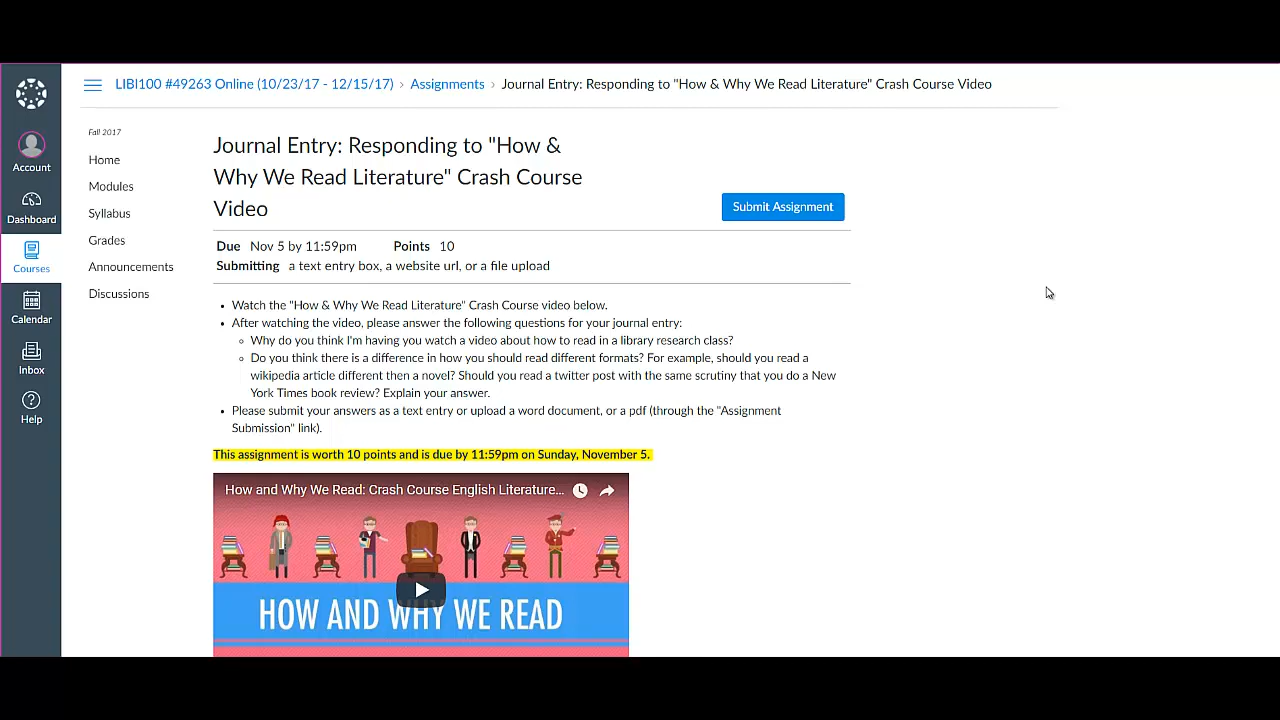 LIBI100 #49263 Online (10/23/17 - 12/15/17) › Assignments › Journal Entry: Responding to "How & Why We Read Literature" Crash Course Video
Account
Dashboard
Courses
Calendar
Inbox
Help
Fall 2017
Home
Modules
Syllabus
Grades
Announcements
Discussions
Journal Entry: Responding to "How &
Why We Read Literature" Crash Course
Video
Submit Assignment
Due Nov 5 by 11:59pm Points 10
Submitting a text entry box, a website url, or a file upload
• Watch the "How & Why We Read Literature" Crash Course video below.
• After watching the video, please answer the following questions for your journal entry:
◦ Why do you think I'm having you watch a video about how to read in a library research class?
◦ Do you think there is a difference in how you should read different formats? For example, should you read a
wikipedia article different then a novel? Should you read a twitter post with the same scrutiny that you do a New
York Times book review? Explain your answer.
• Please submit your answers as a text entry or upload a word document, or a pdf (through the "Assignment
Submission" link).
This assignment is worth 10 points and is due by 11:59pm on Sunday, November 5.
How and Why We Read: Crash Course English Literature...
HOW AND WHY WE READ